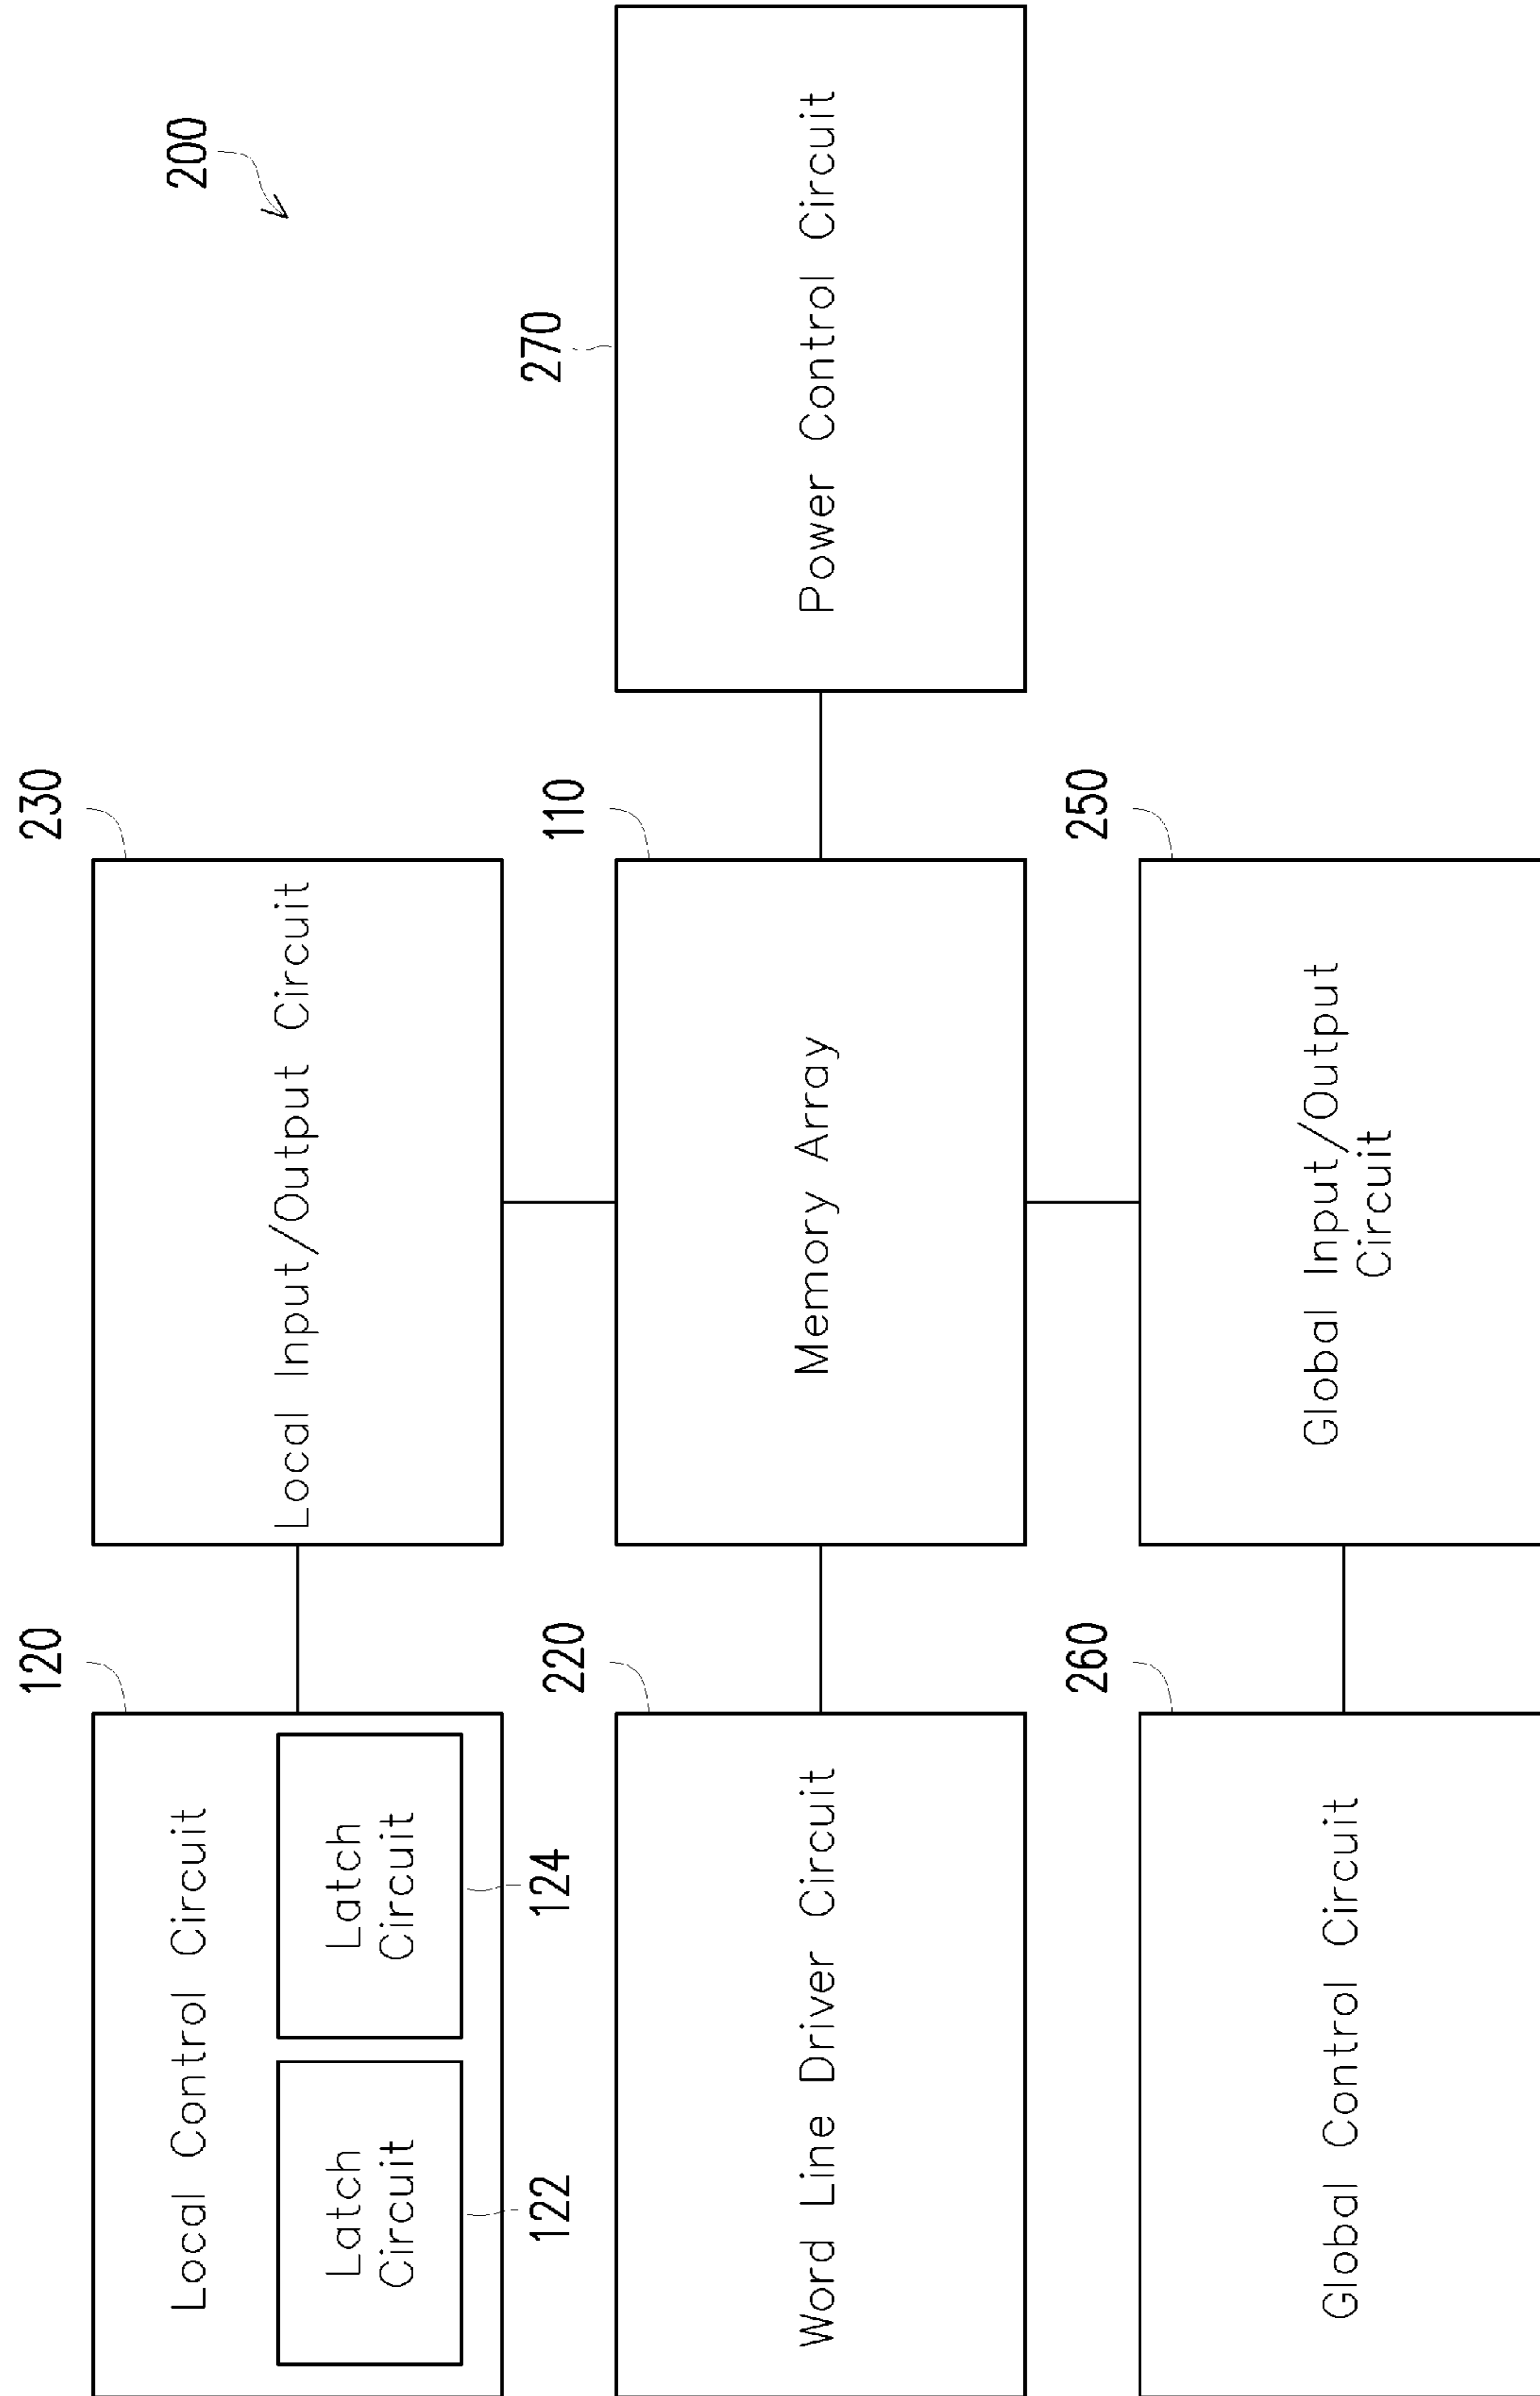 200
120
Local Control Circuit
Latch
Circuit
122
Latch
Circuit
124
230
Local Input/Output Circuit
220
Word Line Driver Circuit
110
Memory Array
270
Power Control Circuit
260
Global Control Circuit
250
Global Input/Output
Circuit